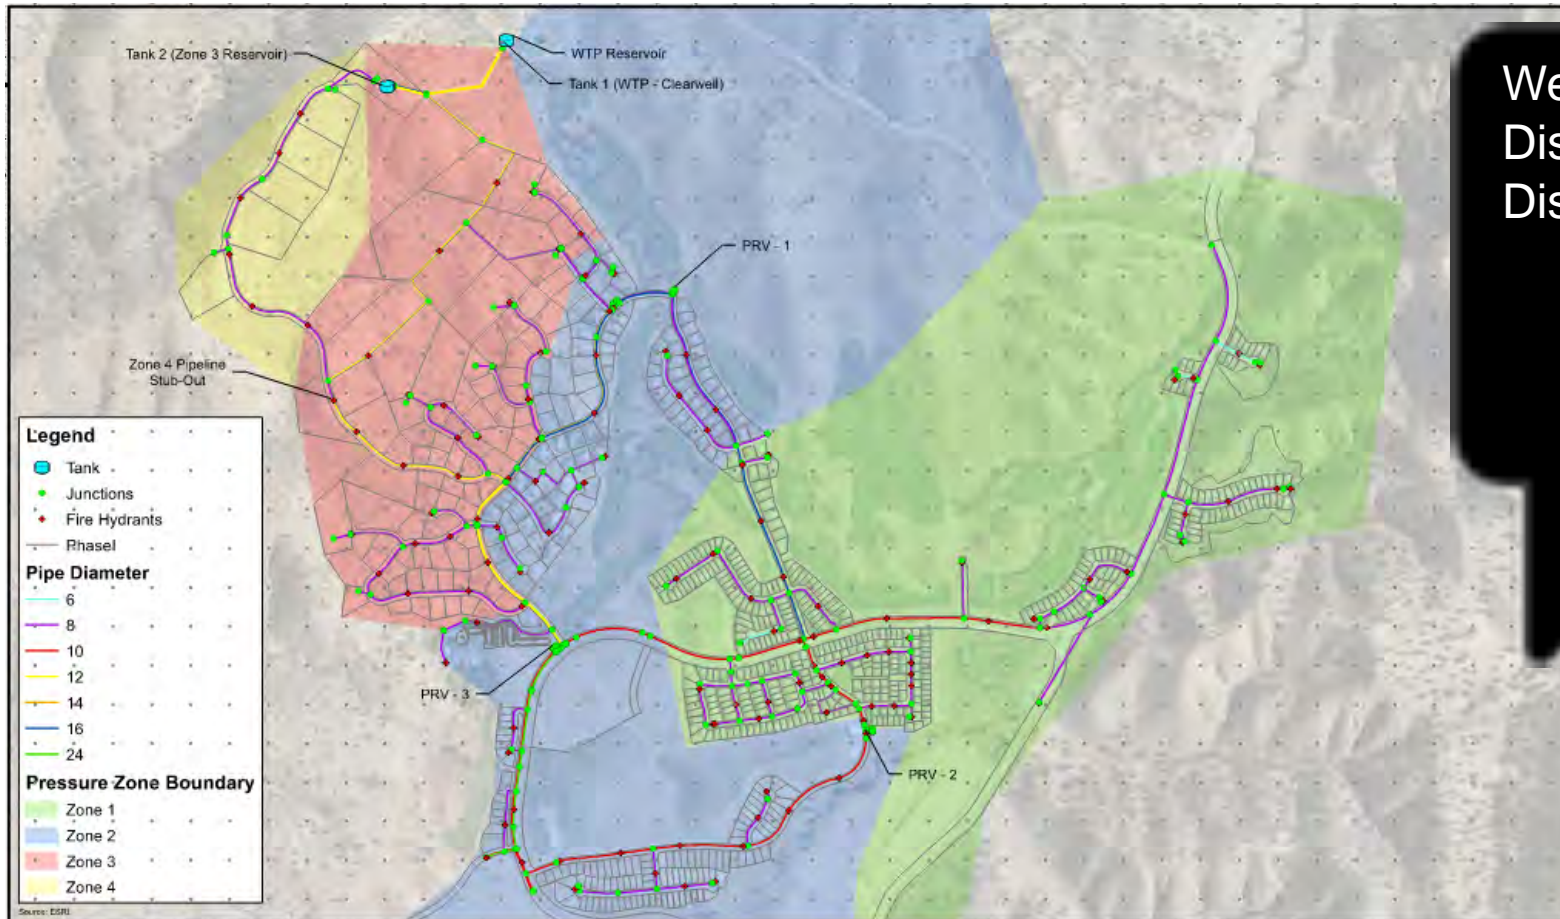 Tank 2 (Zone 3 Reservoir)
WTP Reservoir
Tank 1 (WTP - Clearwell)
PRV - 1
Zone 4 Pipeline
Stub-Out
PRV - 3
PRV - 2
Legend
Tank
Junctions
Fire Hydrants
PhaseI
Pipe Diameter
6
8
10
12
14
16
24
Pressure Zone Boundary
Zone 1
Zone 2
Zone 3
Zone 4
Source: ESRI
We
Dis
Dis